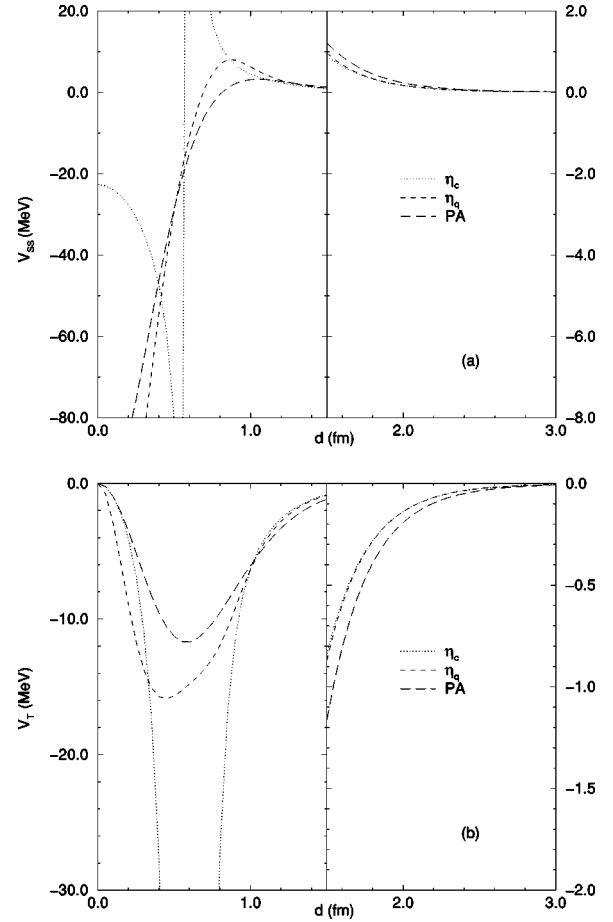 20.0
0.0
−20.0
−40.0
−60.0
−80.0
V_SS (MeV)
2.0
0.0
−2.0
−4.0
−6.0
−8.0
η_c
η_q
PA
(a)
0.0 1.0 2.0 3.0
d (fm) d (fm)
0.0
−10.0
−20.0
−30.0
V_T (MeV)
0.0
−0.5
−1.0
−1.5
−2.0
η_c
η_q
PA
(b)
0.0 1.0 2.0 3.0
d (fm) d (fm)